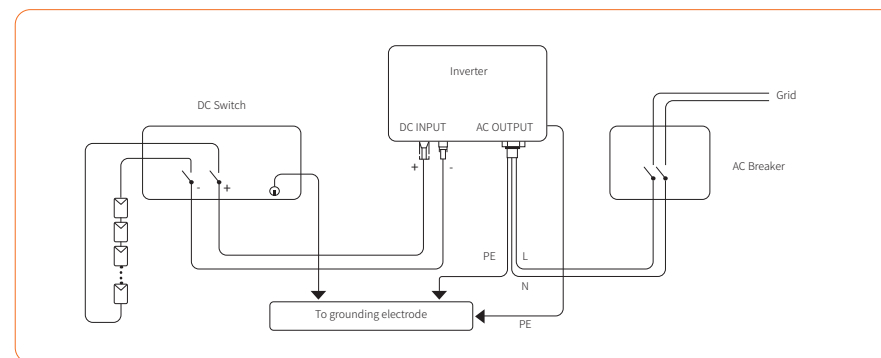 Inverter
Grid
DC Switch
DC INPUT
AC OUTPUT
AC Breaker
+
-
-
+
PE
L
N
To grounding electrode
PE